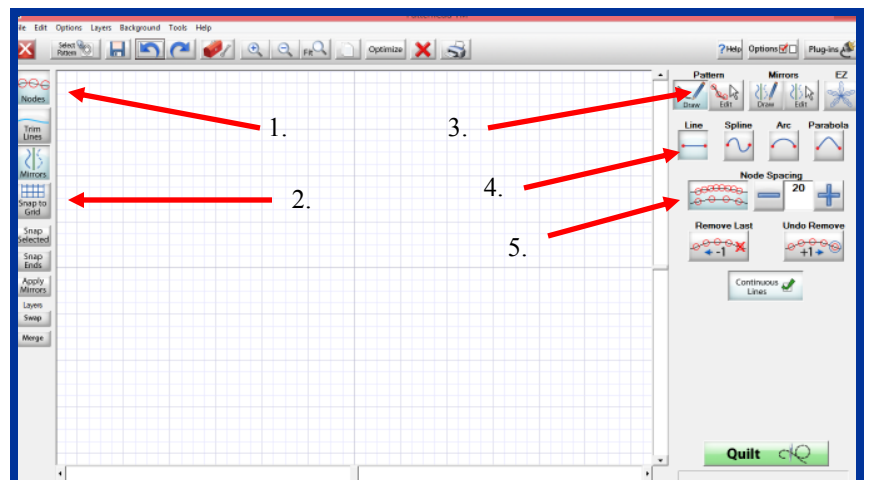 Edit Options Layers Background Tools Help
Select Pattern
Fit
Optimize
?Help
Options
Plug-ins
Nodes
Trim Lines
Mirrors
Snap to Grid
Snap Selected
Snap Ends
Apply Mirrors
Layers
Swap
Merge
1.
2.
3.
4.
5.
Pattern Mirrors EZ
Draw Edit Draw Edit
Line Spline Arc Parabola
Node Spacing
20
Remove Last Undo Remove
-1 +1
Continuous Lines
Quilt